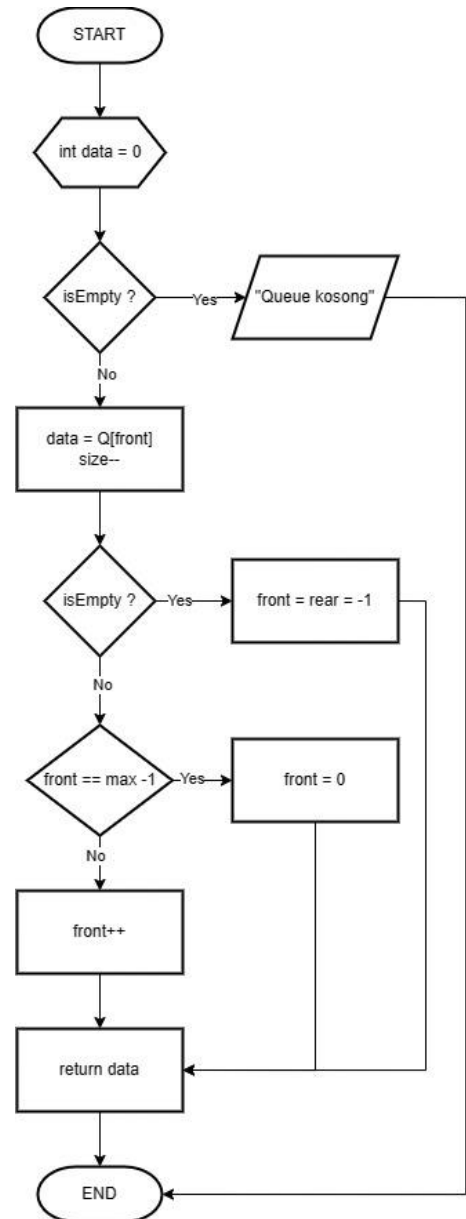 START
int data = 0
isEmpty ?
Yes
"Queue kosong"
No
data = Q[front]
size--
isEmpty ?
Yes
front = rear = -1
No
front == max -1
Yes
front = 0
No
front++
return data
END